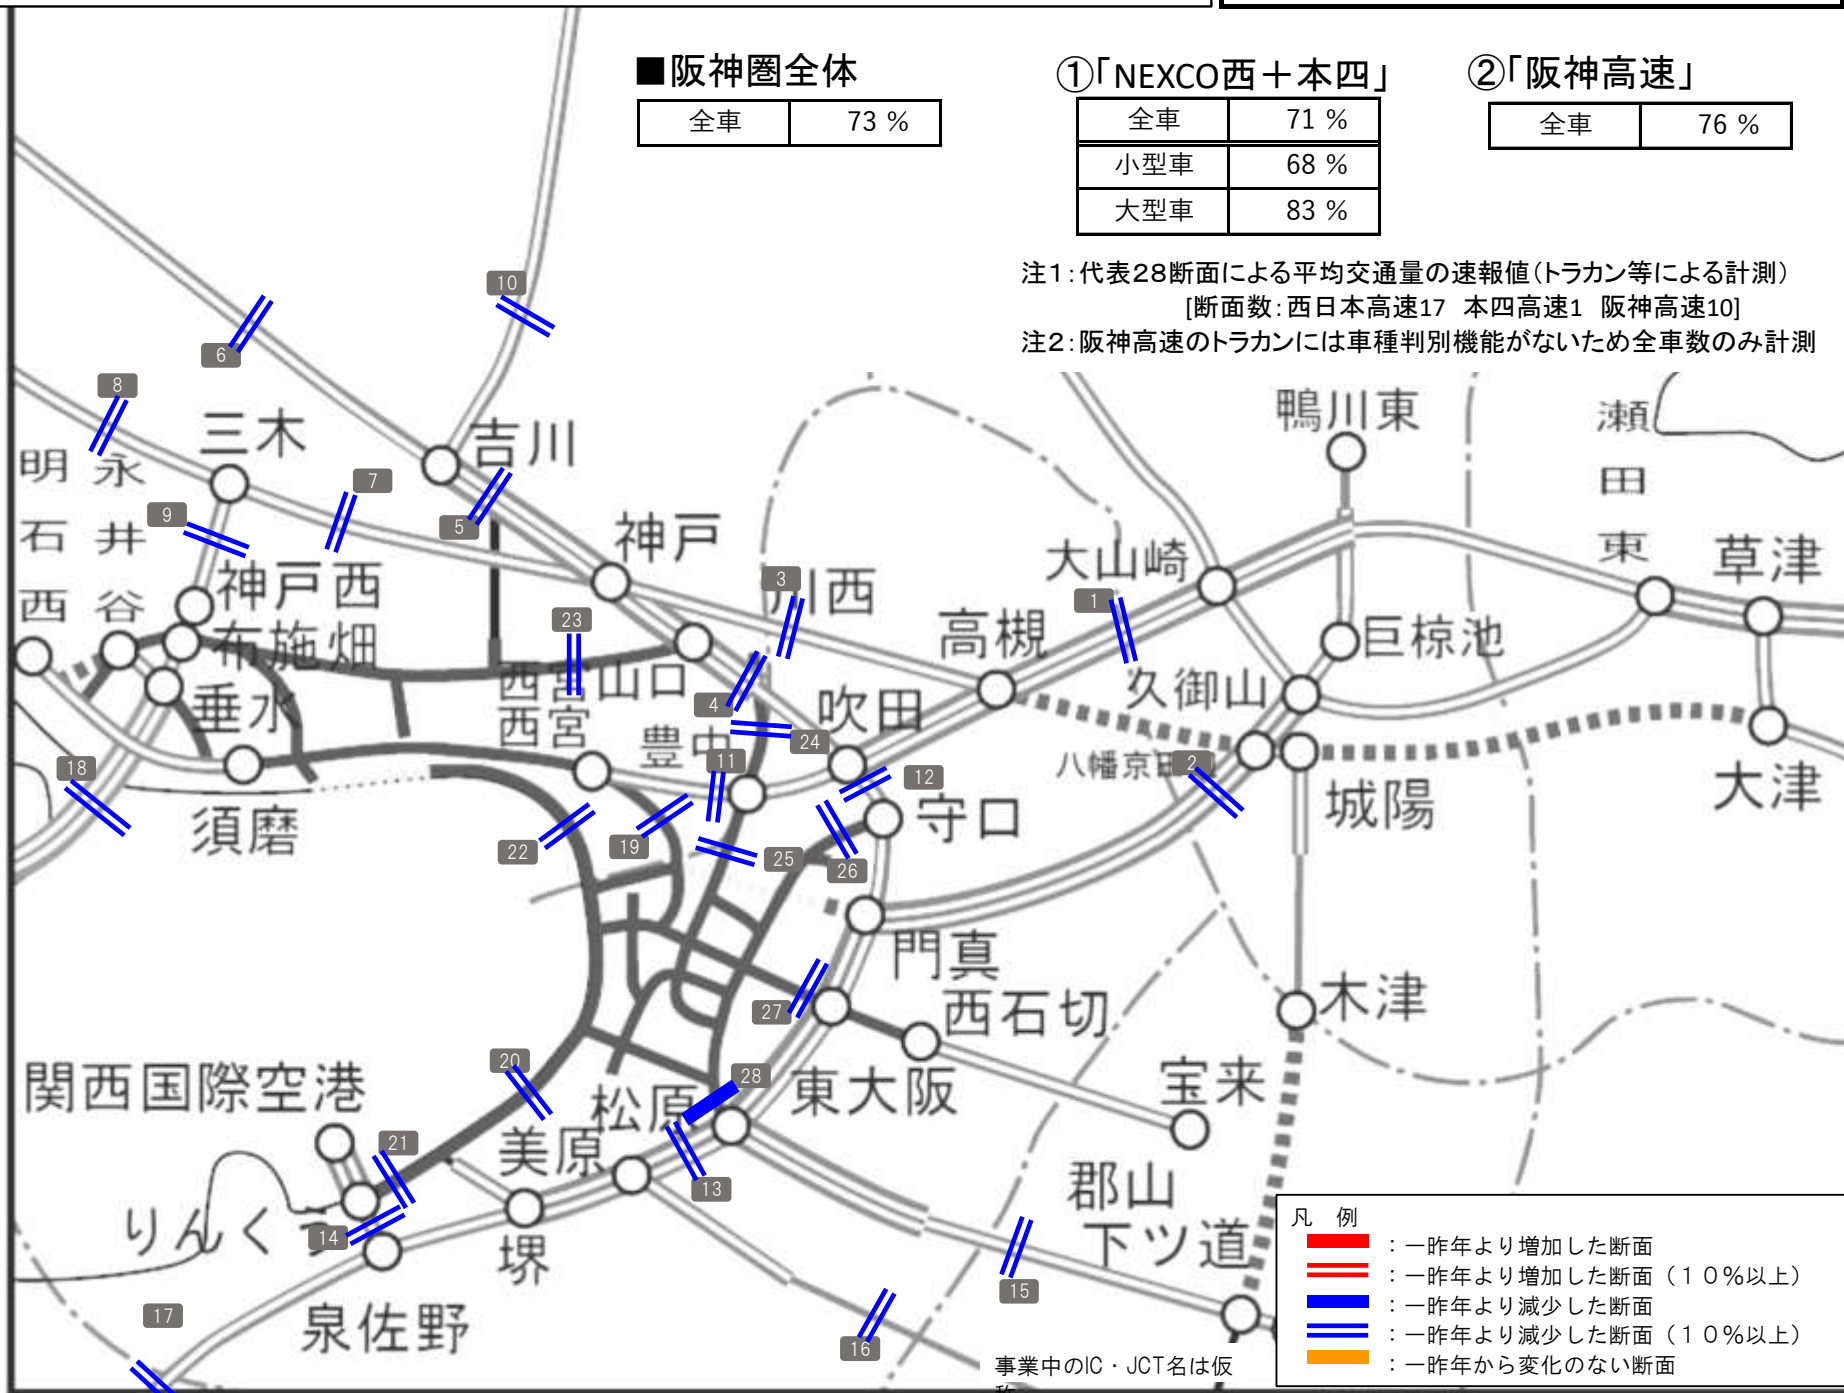 ■阪神圏全体
全車 73 %
①「NEXCO西＋本四」
全車 71 %
小型車 68 %
大型車 83 %
②「阪神高速」
全車 76 %
注1：代表28断面による平均交通量の速報値（トラカン等による計測）
[断面数：西日本高速17 本四高速1 阪神高速10]
注2：阪神高速のトラカンには車種判別機能がないため全車数のみ計測
10
6
8
三木
吉川
鴨川東
瀬田東
明石西
永井谷
7
9
5
神戸
大山崎
草津
神戸西
3
川西
1
高槻
23
布施畑
巨椋池
西宮山口
久御山
垂水
西宮
4
吹田
豊中
24
11
八幡京田
2
18
12
大津
須磨
守口
城陽
22
19
25
26
門真
西石切
木津
27
20
関西国際空港
28
松原
東大阪
宝来
21
美原
13
郡山
下ツ道
りんくう
14
堺
15
17
泉佐野
16
事業中のIC・JCT名は仮
称
凡 例
：一昨年より増加した断面
：一昨年より増加した断面（１０％以上）
：一昨年より減少した断面
：一昨年より減少した断面（１０％以上）
：一昨年から変化のない断面